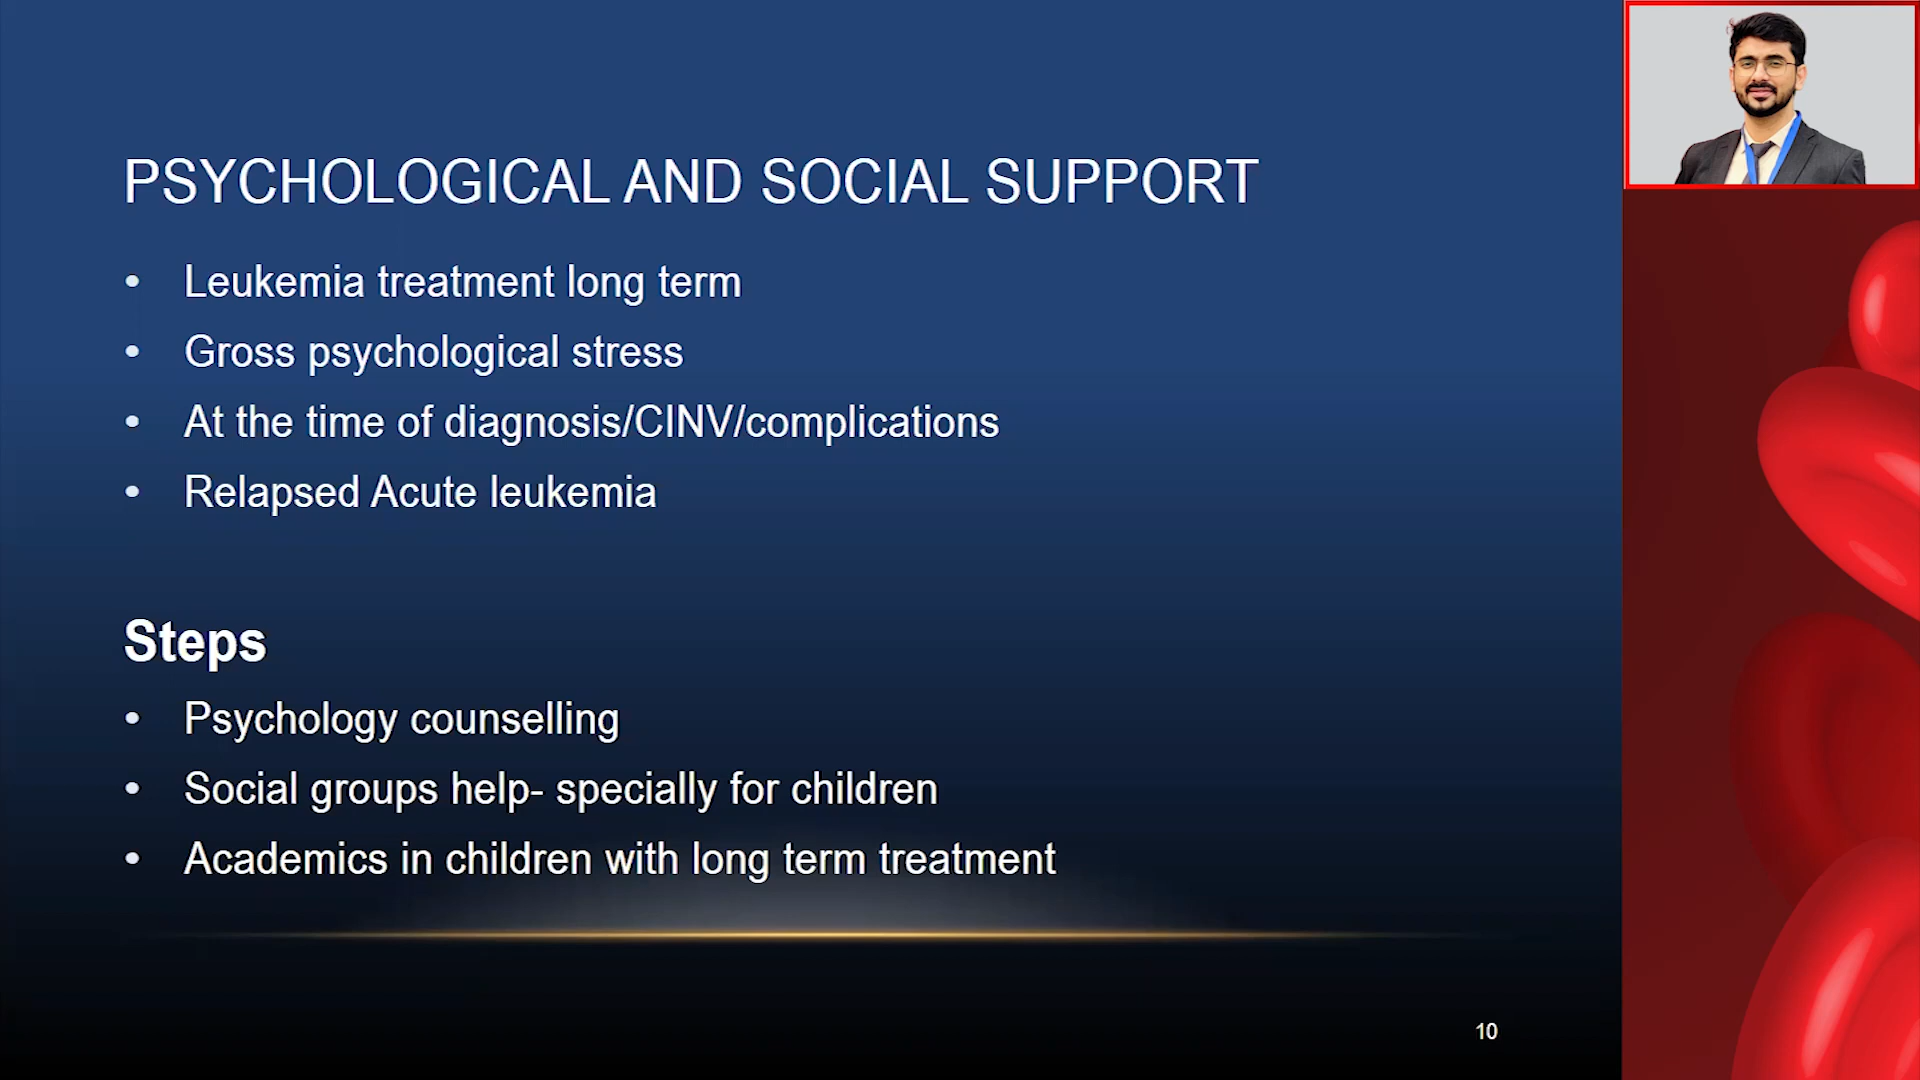 PSYCHOLOGICAL AND SOCIAL SUPPORT
• Leukemia treatment long term
• Gross psychological stress
• At the time of diagnosis/CINV/complications
• Relapsed Acute leukemia
Steps
• Psychology counselling
• Social groups help- specially for children
• Academics in children with long term treatment
10